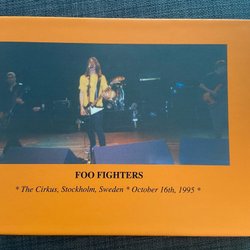 FOO FIGHTERS
* The Cirkus, Stockholm, Sweden * October 16th, 1995 *